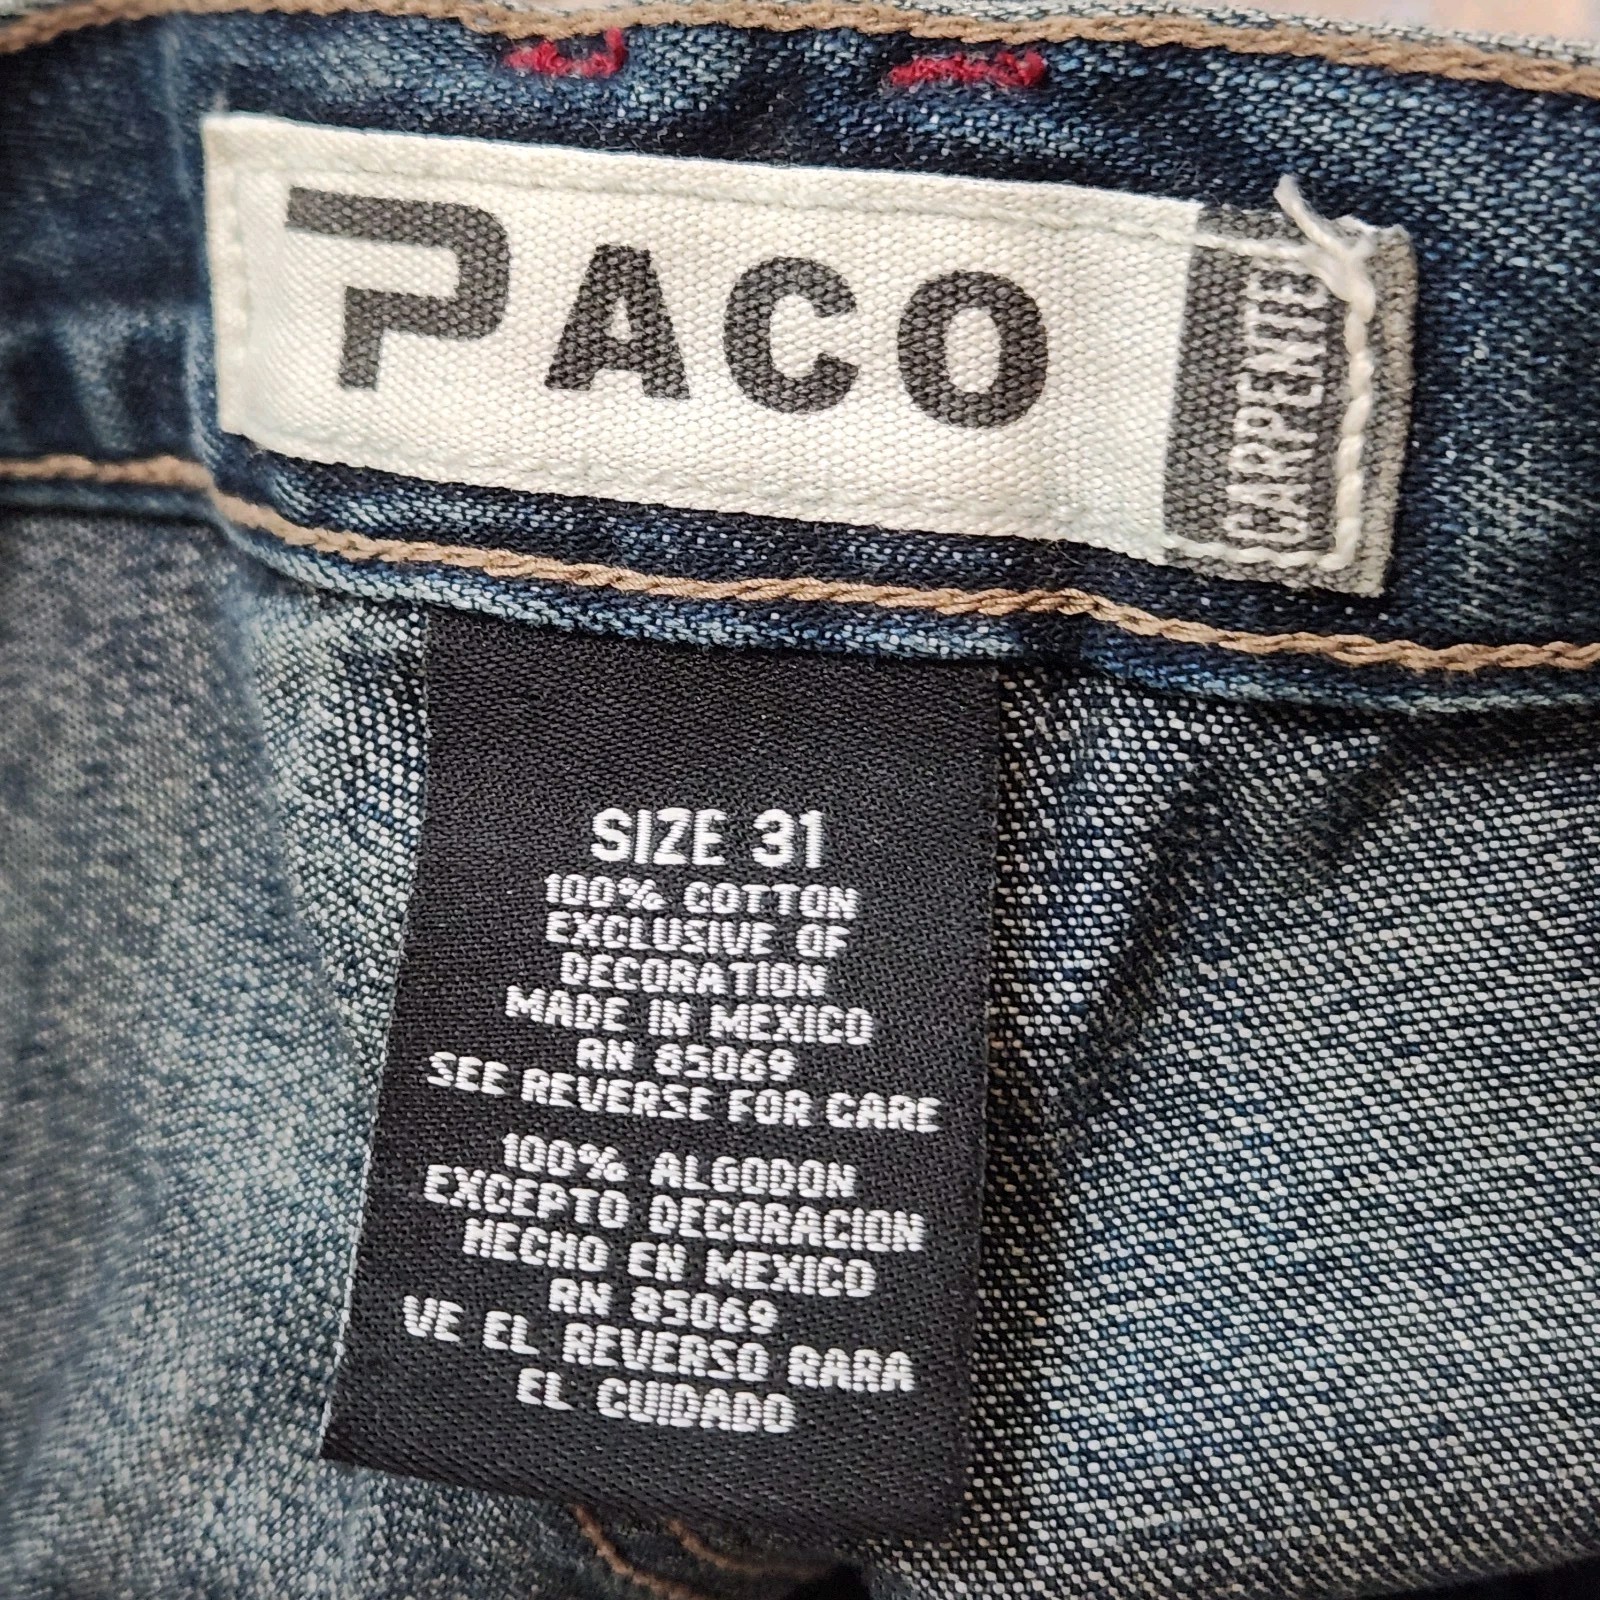 PACO
CARPENTER
SIZE 31
100% COTTON
EXCLUSIVE OF
DECORATION
MADE IN MEXICO
RN 85069
SEE REVERSE FOR CARE
100% ALGODON
EXCEPTO DECORACION
HECHO EN MEXICO
RN 85069
VE EL REVERSO PARA
EL CUIDADO